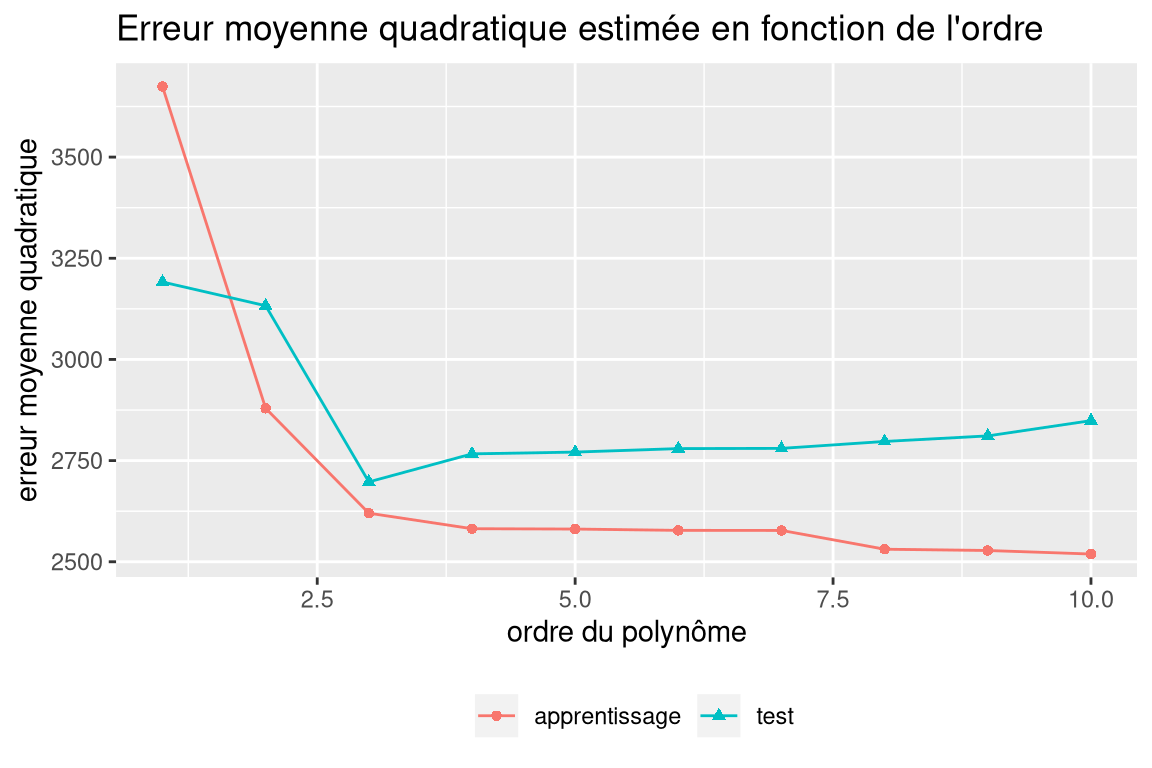 Erreur moyenne quadratique estimée en fonction de l'ordre
erreur moyenne quadratique
3500
3250
3000
2750
2500
2.5
5.0
7.5
10.0
ordre du polynôme
apprentissage
test